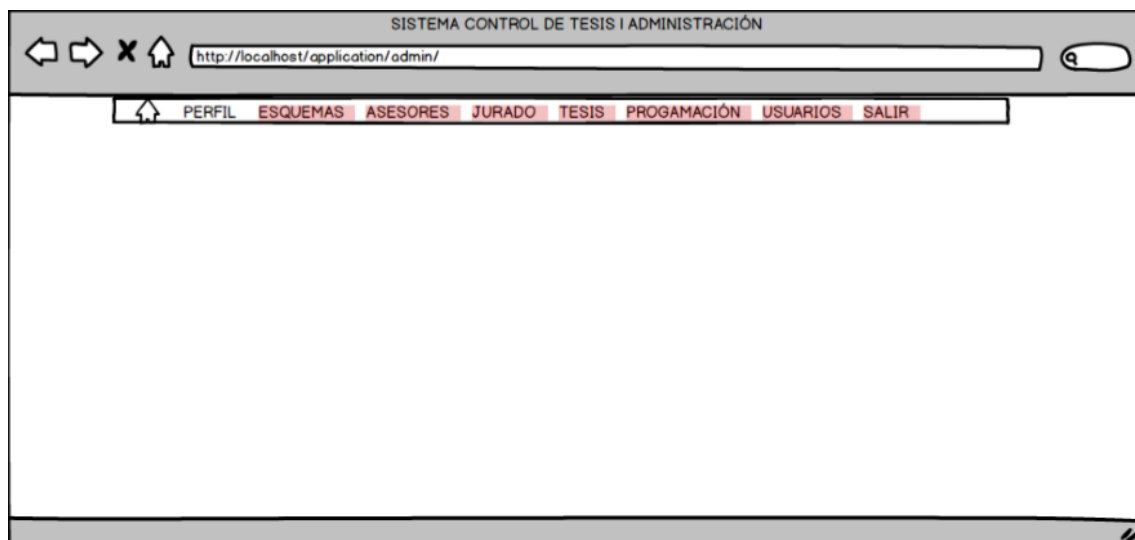 SISTEMA CONTROL DE TESIS | ADMINISTRACIÓN
http://localhost/application/admin/
PERFIL ESQUEMAS ASESORES JURADO TESIS PROGAMACIÓN USUARIOS SALIR